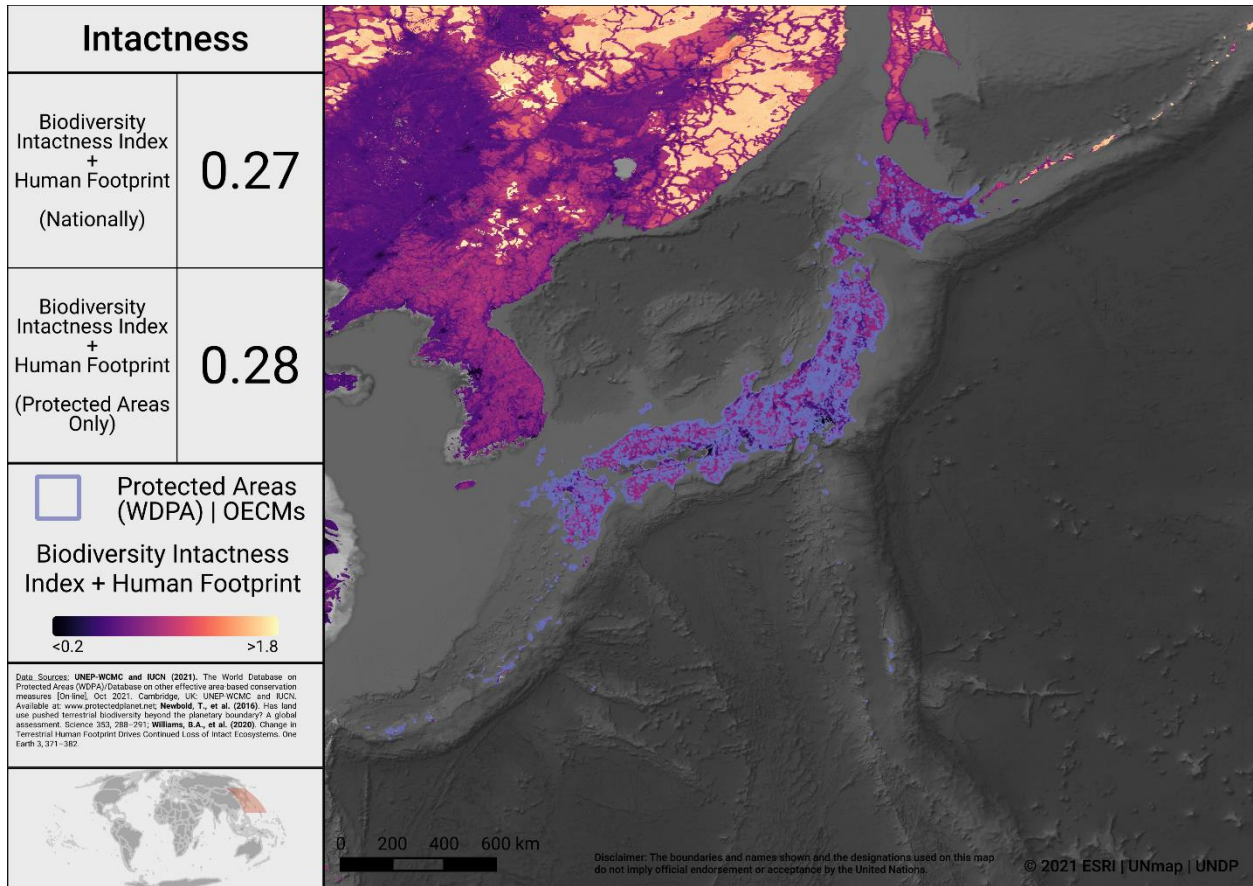 Intactness
Biodiversity
Intactness Index
+
Human Footprint
(Nationally)
0.27
Biodiversity
Intactness Index
+
Human Footprint
(Protected Areas
Only)
0.28
Protected Areas
(WDPA) | OECMs
Biodiversity Intactness
Index + Human Footprint
<0.2
>1.8
Data Sources: UNEP-WCMC and IUCN (2021). The World Database on
Protected Areas (WDPA)/Database on other effective area-based conservation
measures [On-line], Oct 2021. Cambridge, UK: UNEP-WCMC and IUCN.
Available at: www.protectedplanet.net; Newbold, T., et al. (2016). Has land
use pushed terrestrial biodiversity beyond the planetary boundary? A global
assessment. Science 353, 288–291; Williams, B.A., et al. (2020). Change in
Terrestrial Human Footprint Drives Continued Loss of Intact Ecosystems. One
Earth 3, 371–382.
0 200 400 600 km
Disclaimer: The boundaries and names shown and the designations used on this map
do not imply official endorsement or acceptance by the United Nations.
© 2021 ESRI | UNmap | UNDP